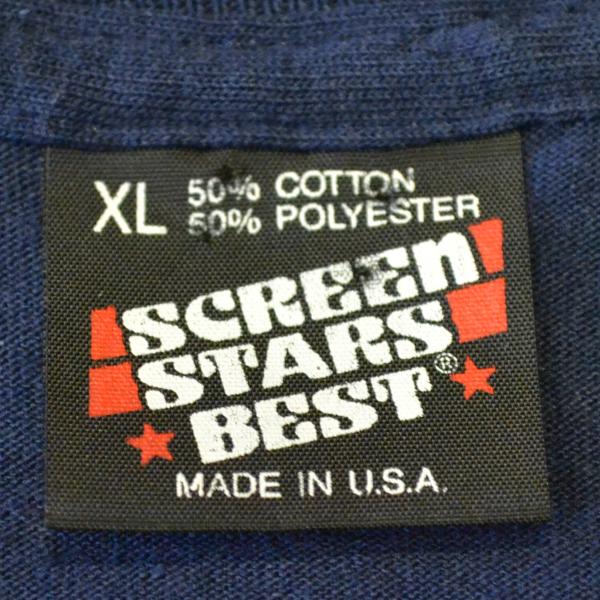 XL 50% COTTON
50% POLYESTER
SCREEN
STARS
BEST®
MADE IN U.S.A.